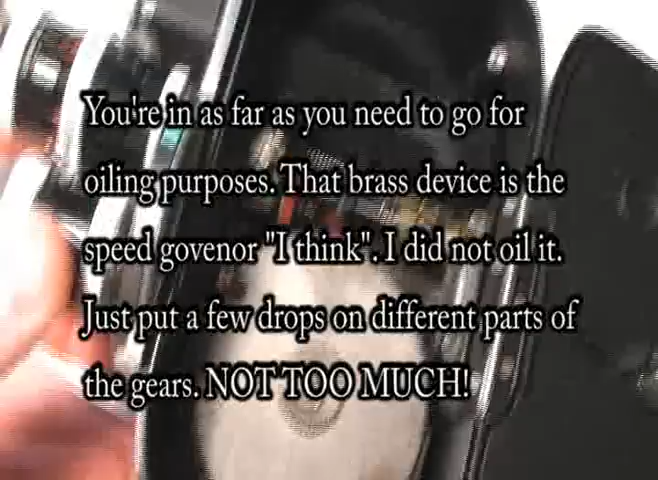 You're in as far as you need to go for
oiling purposes. That brass device is the
speed govenor "I think". I did not oil it.
Just put a few drops on different parts of
the gears. NOT TOO MUCH!